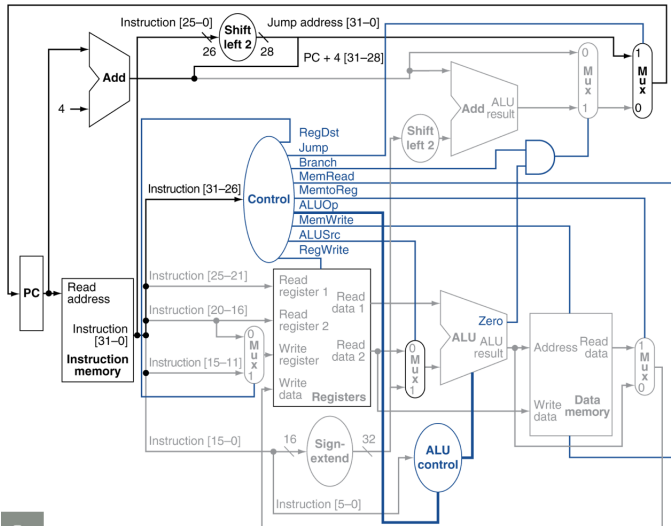 Instruction [25–0]
Shift
left 2
Jump address [31–0]
26
28
PC + 4 [31–28]
Add
4
0
M
u
x
1
1
M
u
x
0
Add
ALU
result
Shift
left 2
RegDst
Jump
Branch
MemRead
MemtoReg
ALUOp
MemWrite
ALUSrc
RegWrite
Control
Instruction [31–26]
PC
Read
address
Instruction
[31–0]
Instruction
memory
Instruction [25–21]
Instruction [20–16]
Instruction [15–11]
0
M
u
x
1
Read
register 1
Read
register 2
Write
register
Write
data
Read
data 1
Read
data 2
Registers
0
M
u
x
1
Zero
ALU
ALU
result
Address
Read
data
Write
data
Data
memory
1
M
u
x
0
Instruction [15–0]
16
Sign-
extend
32
ALU
control
Instruction [5–0]